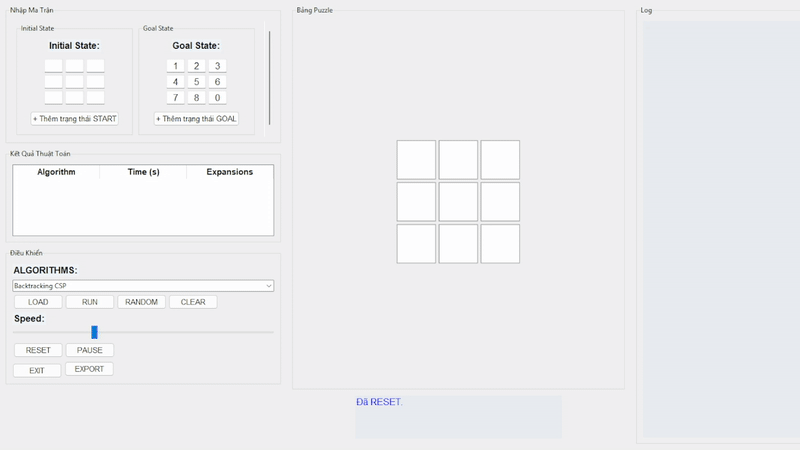 Nhập Ma Trận
Initial State
Initial State:
+ Thêm trạng thái START
Goal State
Goal State:
1 2 3
4 5 6
7 8 0
+ Thêm trạng thái GOAL
Kết Quả Thuật Toán
Algorithm Time (s) Expansions
Điều Khiển
ALGORITHMS:
Backtracking CSP
LOAD RUN RANDOM CLEAR
Speed:
RESET PAUSE
EXIT EXPORT
Bảng Puzzle
Đã RESET.
Log